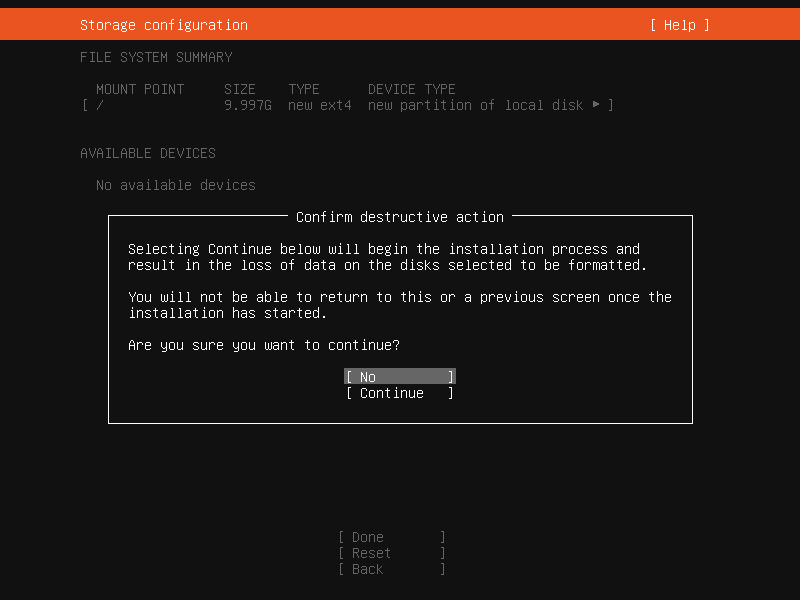 Storage configuration [ Help ]
FILE SYSTEM SUMMARY
MOUNT POINT SIZE TYPE DEVICE TYPE
[ / 9.997G new ext4 new partition of local disk ▸ ]
AVAILABLE DEVICES
No available devices
Confirm destructive action
Selecting Continue below will begin the installation process and
result in the loss of data on the disks selected to be formatted.
You will not be able to return to this or a previous screen once the
installation has started.
Are you sure you want to continue?
[ No ]
[ Continue ]
[ Done ]
[ Reset ]
[ Back ]